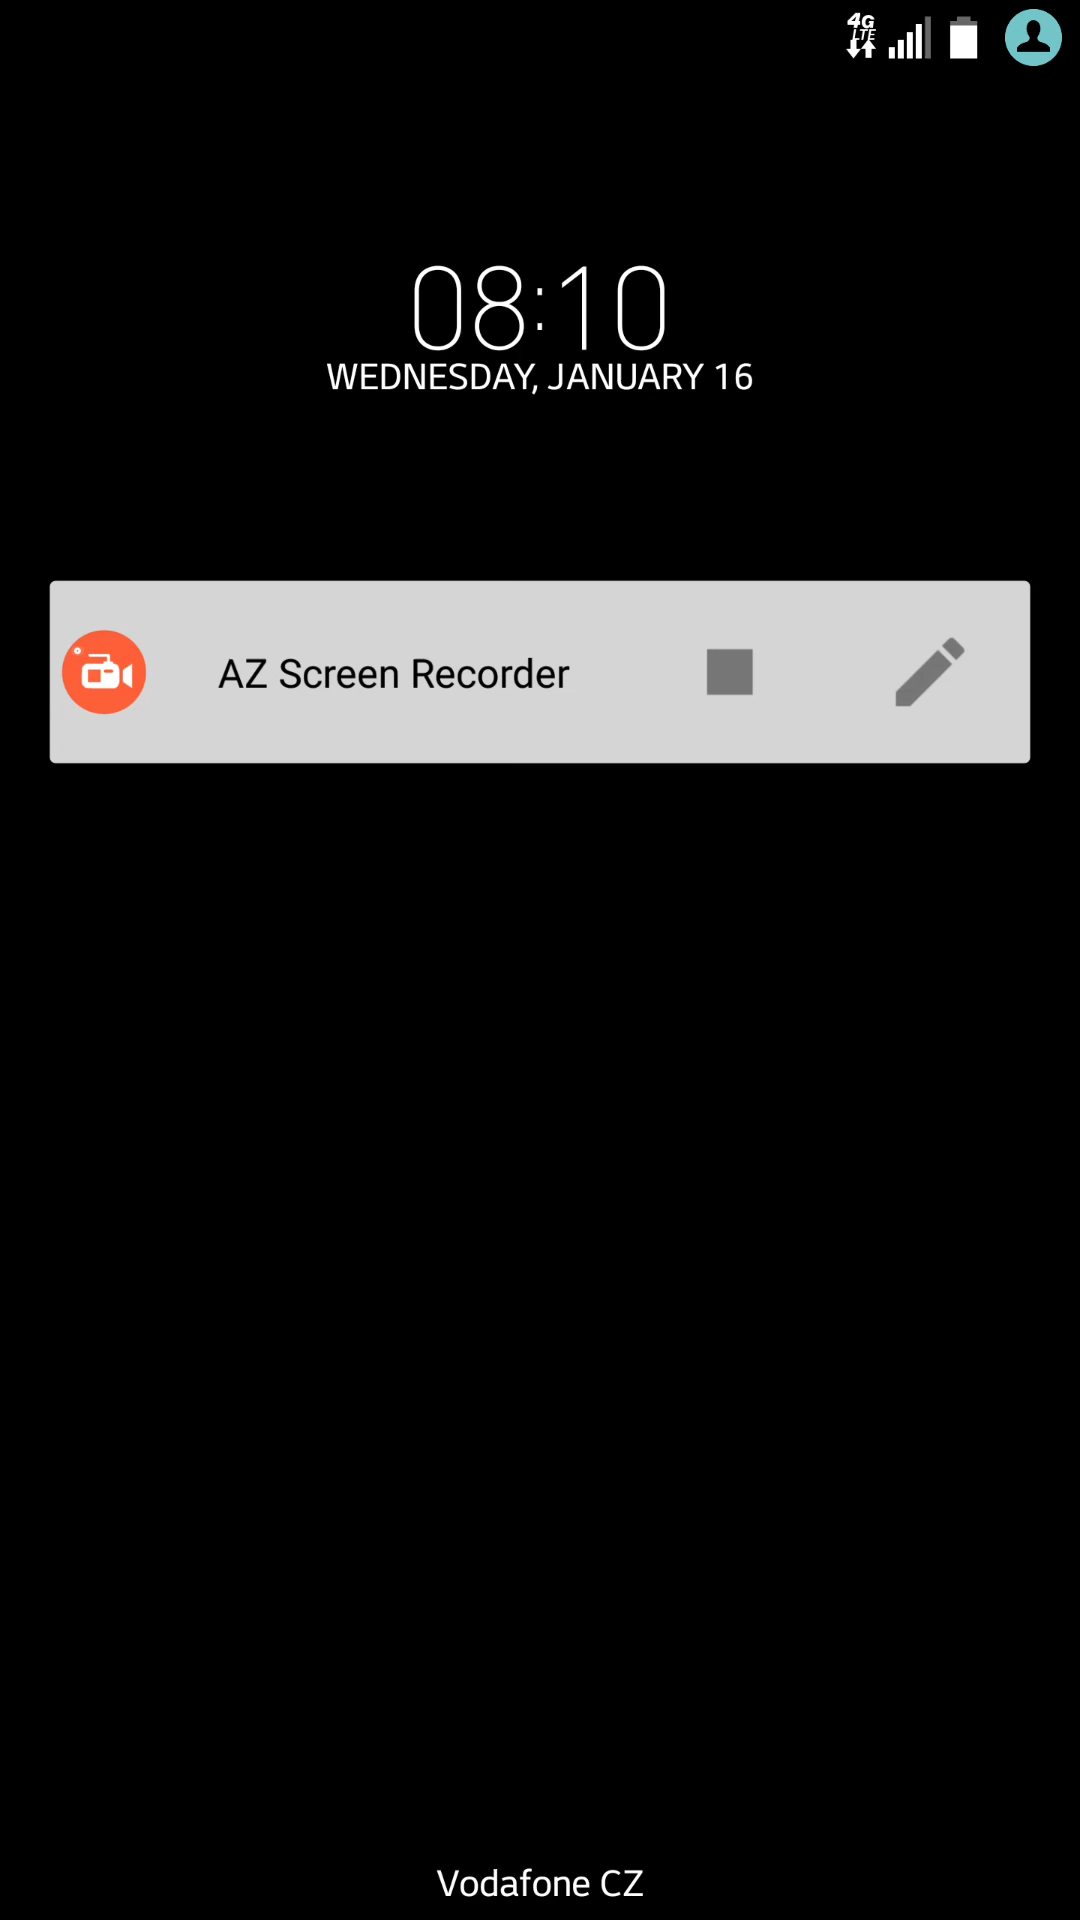 4G
LTE
08:10
WEDNESDAY, JANUARY 16
AZ Screen Recorder
Vodafone CZ